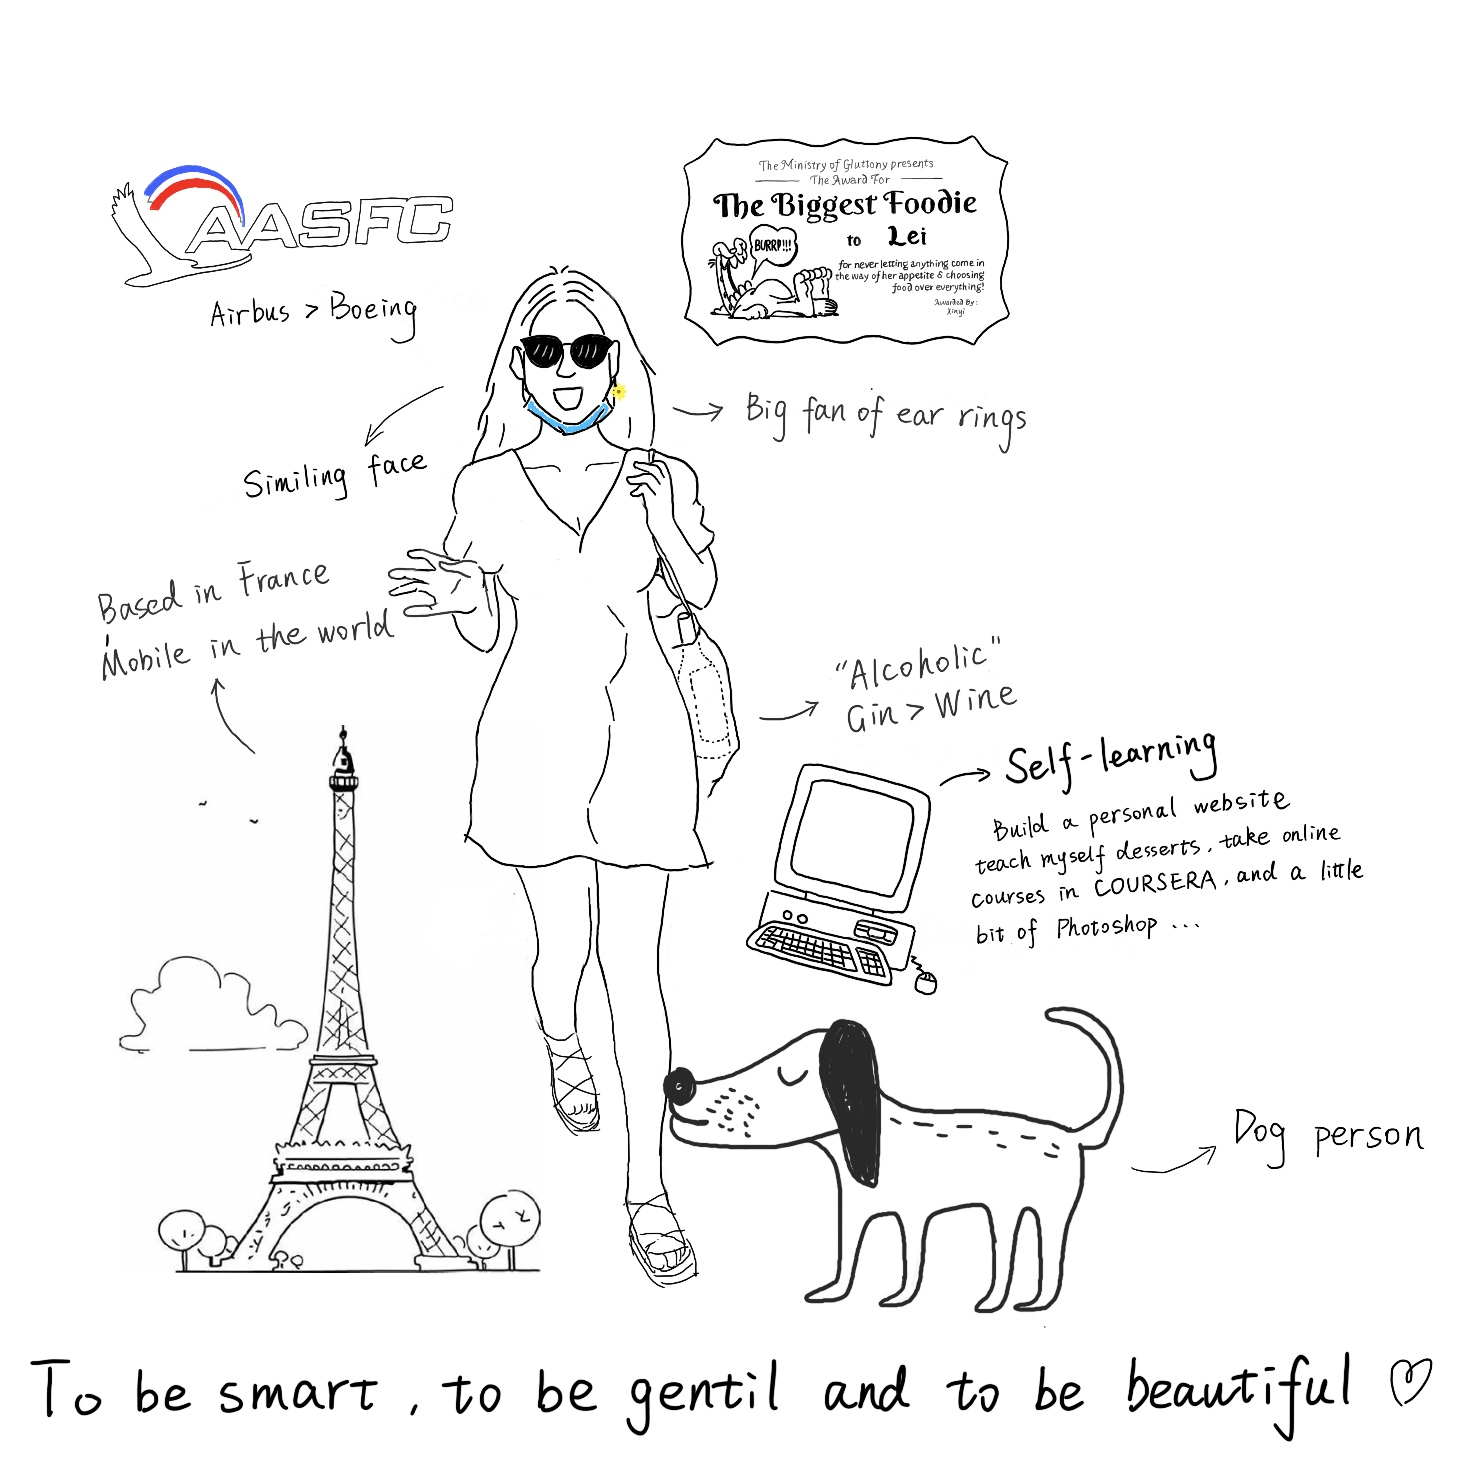 AASFC
Airbus > Boeing
The Ministry of Gluttony presents
The Award For
The Biggest Foodie
to Lei
BURRP!!!
for never letting anything come in
the way of her appetite & choosing
food over everything!
Awarded By:
Xinyi
Big fan of ear rings
Similing face
Based in France
Mobile in the world
"Alcoholic"
Gin > Wine
Self-learning
Build a personal website
teach myself desserts, take online
courses in COURSERA, and a little
bit of Photoshop ...
Dog person
To be smart, to be gentil and to be beautiful ♡